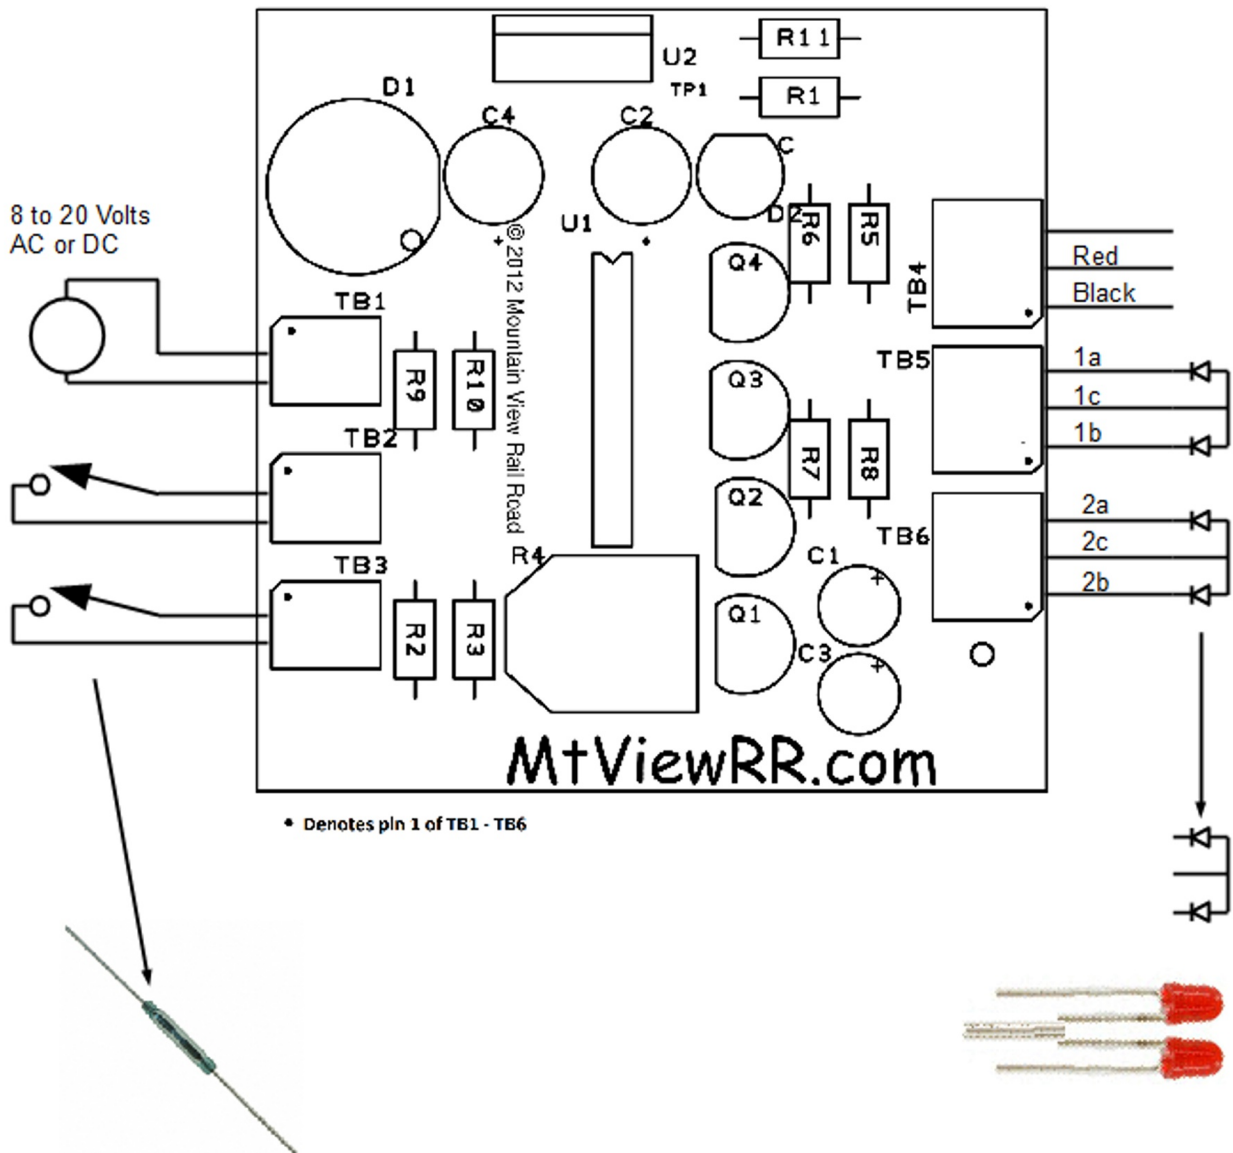 U2
R11
TP1
R1
D1
C4
C2
C
8 to 20 Volts
AC or DC
U1
D2
R6
R5
Q4
TB4
Red
Black
TB1
© 2012 Mountain View Rail Road
R9
R10
Q3
TB5
1a
1c
1b
TB2
R7
R8
Q2
TB6
2a
2c
2b
R4
C1
TB3
R2
R3
Q1
C3
+
+
MtViewRR.com
• Denotes pin 1 of TB1 - TB6